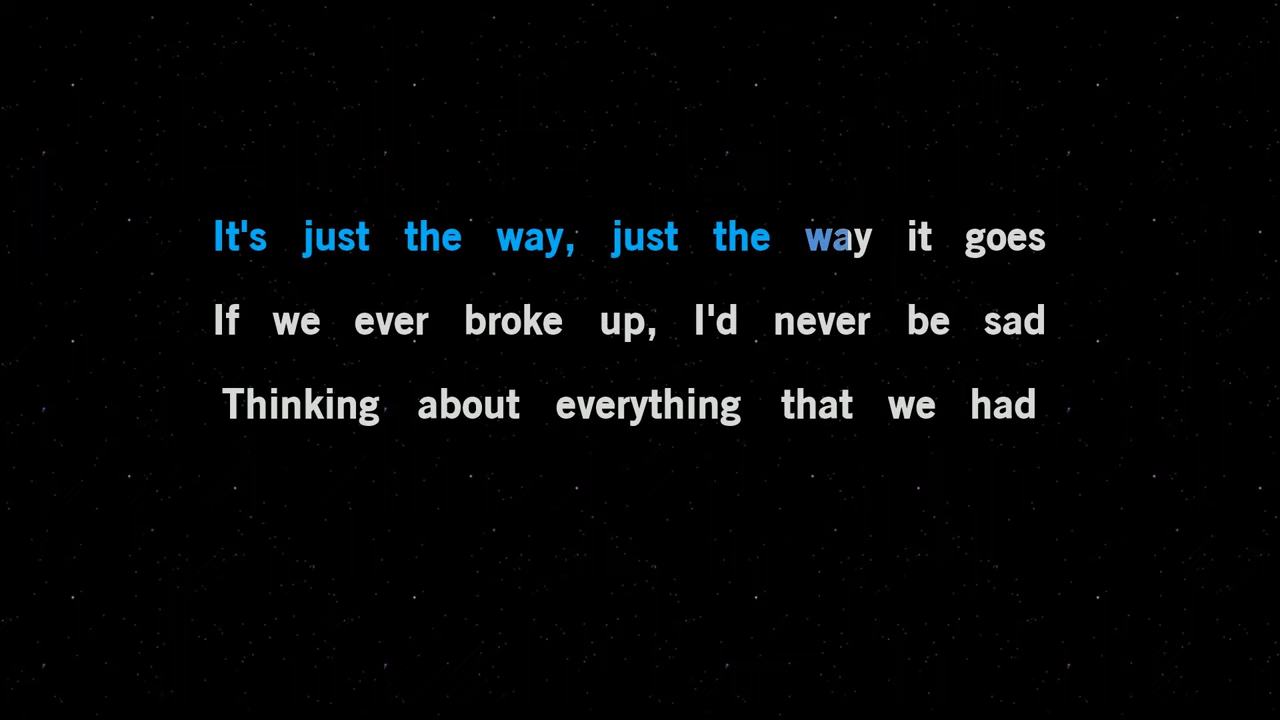 It's just the way, just the way it goes
If we ever broke up, I'd never be sad
Thinking about everything that we had